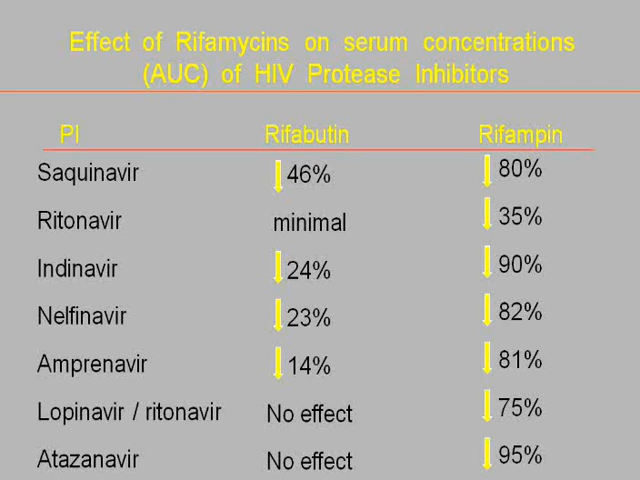 Effect of Rifamycins on serum concentrations
(AUC) of HIV Protease Inhibitors
PI Rifabutin Rifampin
Saquinavir 46% 80%
Ritonavir minimal 35%
Indinavir 24% 90%
Nelfinavir 23% 82%
Amprenavir 14% 81%
Lopinavir / ritonavir No effect 75%
Atazanavir No effect 95%